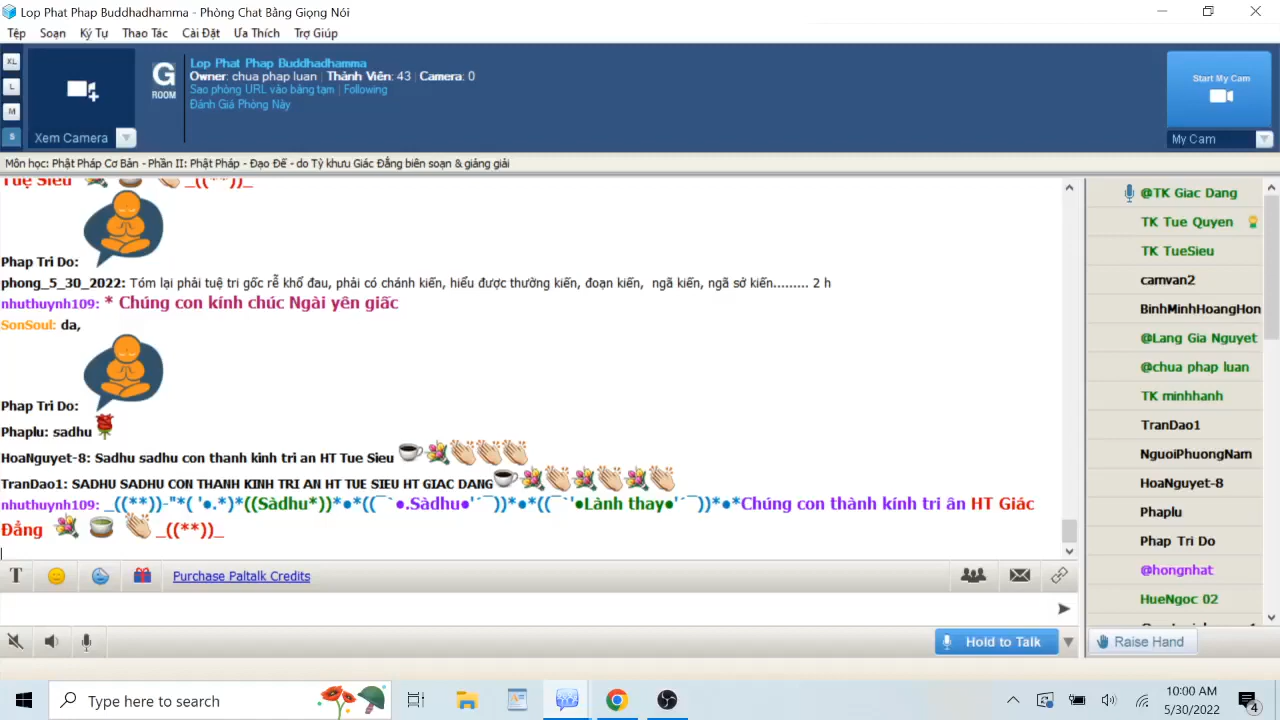 Lop Phat Phap Buddhadhamma - Phòng Chat Bằng Giọng Nói
Tệp Soạn Ký Tự Thao Tác Cài Đặt Ưa Thích Trợ Giúp
XL
L
M
S
Xem Camera
G
ROOM
Lop Phat Phap Buddhadhamma
Owner: chua phap luan | Thành Viên: 43 | Camera: 0
Sao phòng URL vào bảng tạm | Following
Đánh Giá Phòng Này
Start My Cam
My Cam
Môn học: Phật Pháp Cơ Bản - Phần II: Phật Pháp - Đạo Đế - do Tỳ khưu Giác Đẳng biên soạn & giảng giải
Tuệ Sieu _((**))_
Phap Tri Do:
phong_5_30_2022: Tóm lại phải tuệ tri gốc rễ khổ đau, phải có chánh kiến, hiểu được thường kiến, đoạn kiến, ngã kiến, ngã sở kiến......... 2 h
nhuthuynh109: * Chúng con kính chúc Ngài yên giấc
SonSoul: da,
Phap Tri Do:
Phaplu: sadhu
HoaNguyet-8: Sadhu sadhu con thanh kinh tri an HT Tue Sieu
TranDao1: SADHU SADHU CON THANH KINH TRI AN HT TUE SIEU HT GIAC DANG
nhuthuynh109: _((**))-"*( '●.*)*((Sàdhu*))*●*((¯`●.Sàdhu●'´¯))*●*((¯`'●Lành thay●'´¯))*●*Chúng con thành kính tri ân HT Giác
Đẳng _((**))_
@TK Giac Dang
TK Tue Quyen
TK TueSieu
camvan2
BinhMinhHoangHon
@Lang Gia Nguyet
@chua phap luan
TK minhhanh
TranDao1
NguoiPhuongNam
HoaNguyet-8
Phaplu
Phap Tri Do
@hongnhat
HueNgoc 02
T Purchase Paltalk Credits
Hold to Talk
Raise Hand
Type here to search
10:00 AM
5/30/2022
4